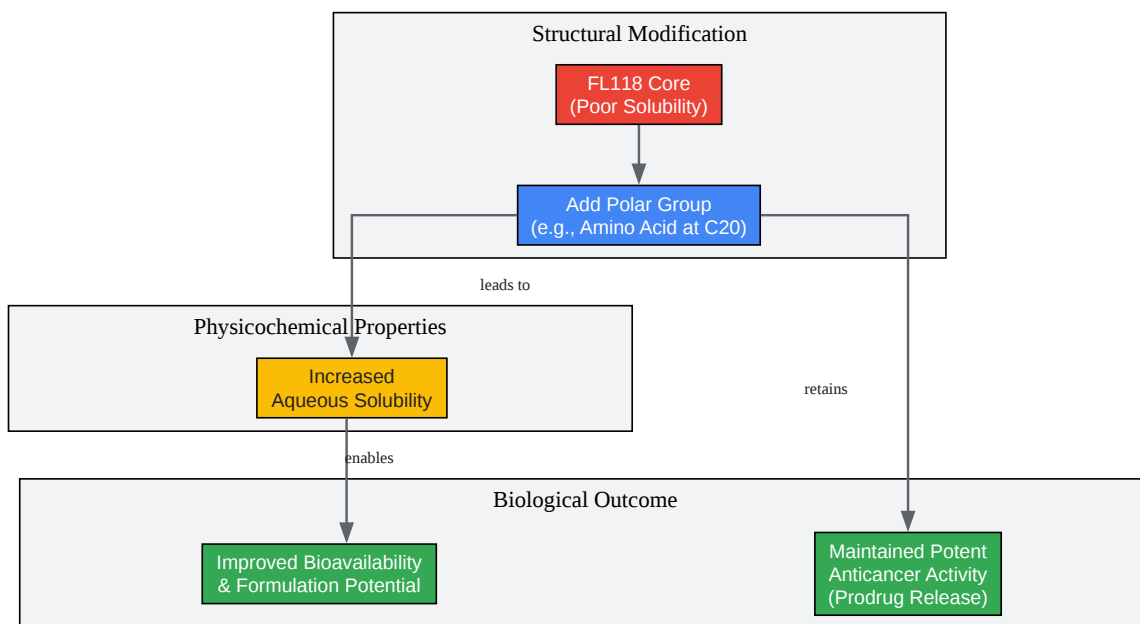 Structural Modification
FL118 Core
(Poor Solubility)
Add Polar Group
(e.g., Amino Acid at C20)
leads to
Physicochemical Properties
Increased
Aqueous Solubility
retains
enables
Biological Outcome
Improved Bioavailability
& Formulation Potential
Maintained Potent
Anticancer Activity
(Prodrug Release)